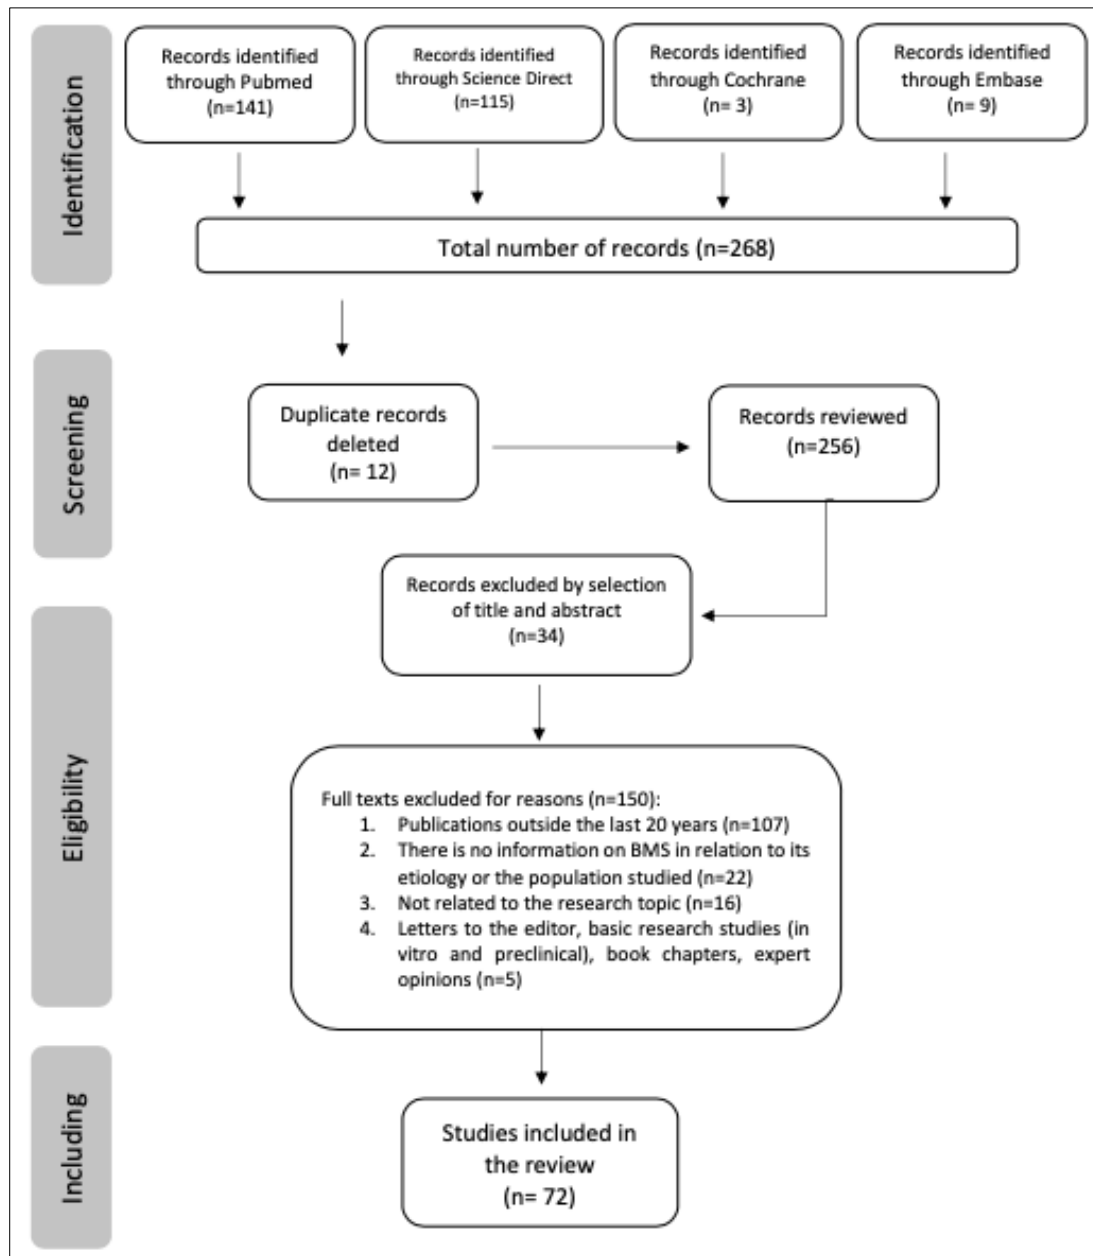 Identification
Records identified
through Pubmed
(n=141)
Records identified
through Science Direct
(n=115)
Records identified
through Cochrane
(n= 3)
Records identified
through Embase
(n= 9)
Total number of records (n=268)
Screening
Duplicate records
deleted
(n= 12)
Records reviewed
(n=256)
Eligibility
Records excluded by selection
of title and abstract
(n=34)
Full texts excluded for reasons (n=150):
1. Publications outside the last 20 years (n=107)
2. There is no information on BMS in relation to its
etiology or the population studied (n=22)
3. Not related to the research topic (n=16)
4. Letters to the editor, basic research studies (in
vitro and preclinical), book chapters, expert
opinions (n=5)
Including
Studies included in
the review
(n= 72)